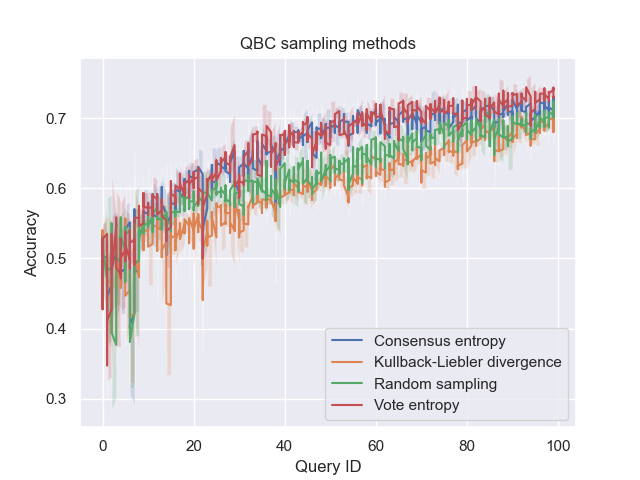 QBC sampling methods
0.7
0.6
0.5
0.4
0.3
Accuracy
Consensus entropy
Kullback-Liebler divergence
Random sampling
Vote entropy
0 20 40 60 80 100
Query ID